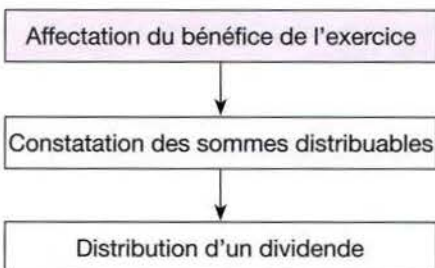 Affectation du bénéfice de l'exercice
Constatation des sommes distribuables
Distribution d'un dividende